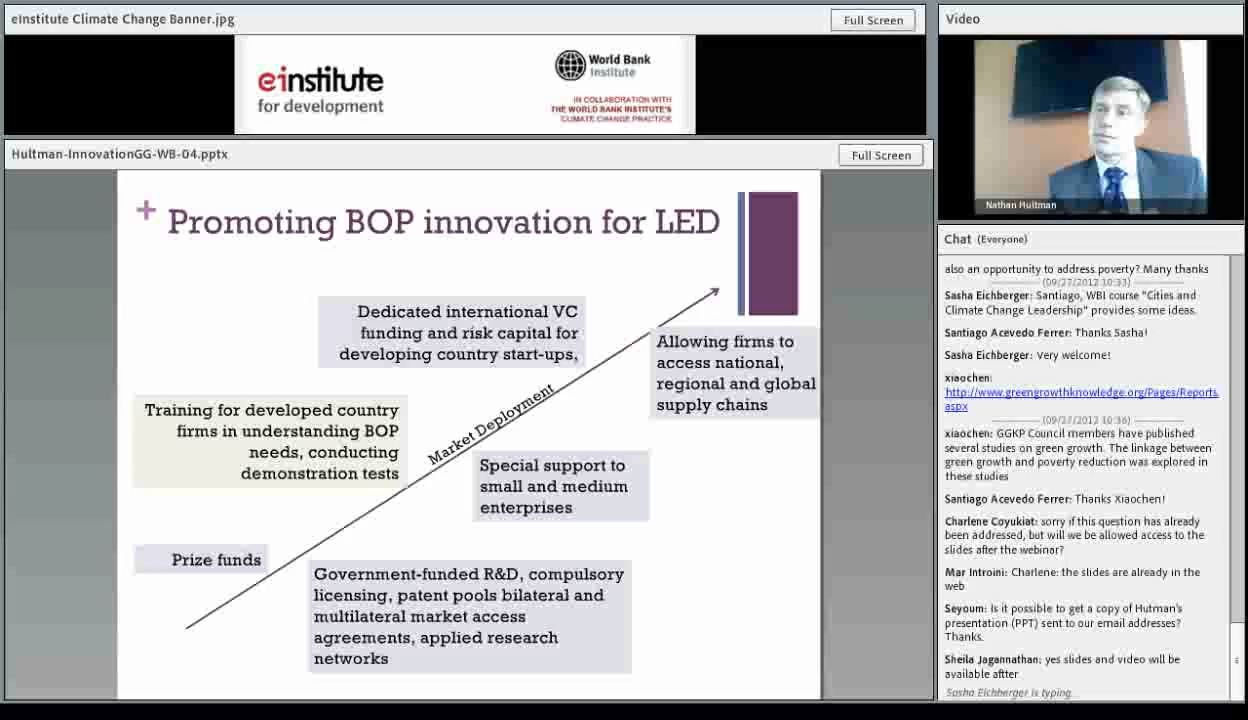 eInstitute Climate Change Banner.jpg
Full Screen
einstitute
for development
World Bank
Institute
IN COLLABORATION WITH
THE WORLD BANK INSTITUTE'S
CLIMATE CHANGE PRACTICE
Hultman-InnovationGG-WB-04.pptx
Full Screen
+ Promoting BOP innovation for LED
Dedicated international VC
funding and risk capital for
developing country start-ups,
Allowing firms to
access national,
regional and global
supply chains
Training for developed country
firms in understanding BOP
needs, conducting
demonstration tests
Market Deployment
Special support to
small and medium
enterprises
Prize funds
Government-funded R&D, compulsory
licensing, patent pools bilateral and
multilateral market access
agreements, applied research
networks
Video
Nathan Hultman
Chat (Everyone)
also an opportunity to address poverty? Many thanks
(09/27/2012 10:33)
Sasha Eichberger: Santiago, WBI course "Cities and
Climate Change Leadership" provides some ideas.
Santiago Acevedo Ferrer: Thanks Sasha!
Sasha Eichberger: Very welcome!
xiaochen:
http://www.greengrowthknowledge.org/Pages/Reports.
aspx
(09/27/2012 10:36)
xiaochen: GGKP Council members have published
several studies on green growth. The linkage between
green growth and poverty reduction was explored in
these studies
Santiago Acevedo Ferrer: Thanks Xiaochen!
Charlene Coyukiat: sorry if this question has already
been addressed, but will we be allowed access to the
slides after the webinar?
Mar Introini: Charlene: the slides are already in the
web
Seyoum: Is it possible to get a copy of Hutman's
presentation (PPT) sent to our email addresses?
Thanks.
Sheila Jagannathan: yes slides and video will be
available aftter
Sasha Eichberger is typing...